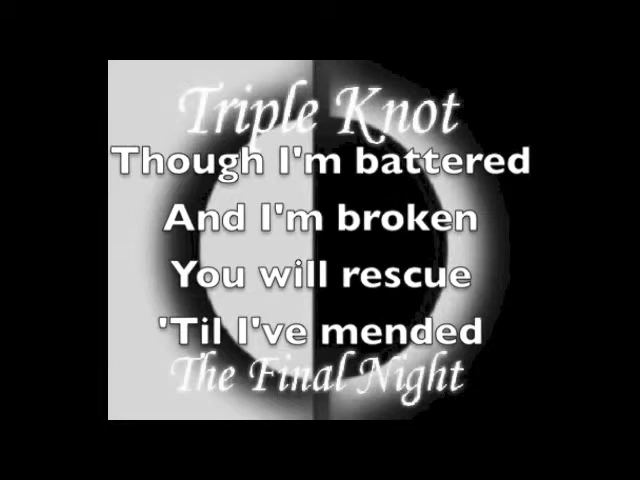 Triple Knot
Though I'm battered
And I'm broken
You will rescue
'Til I've mended
The Final Night